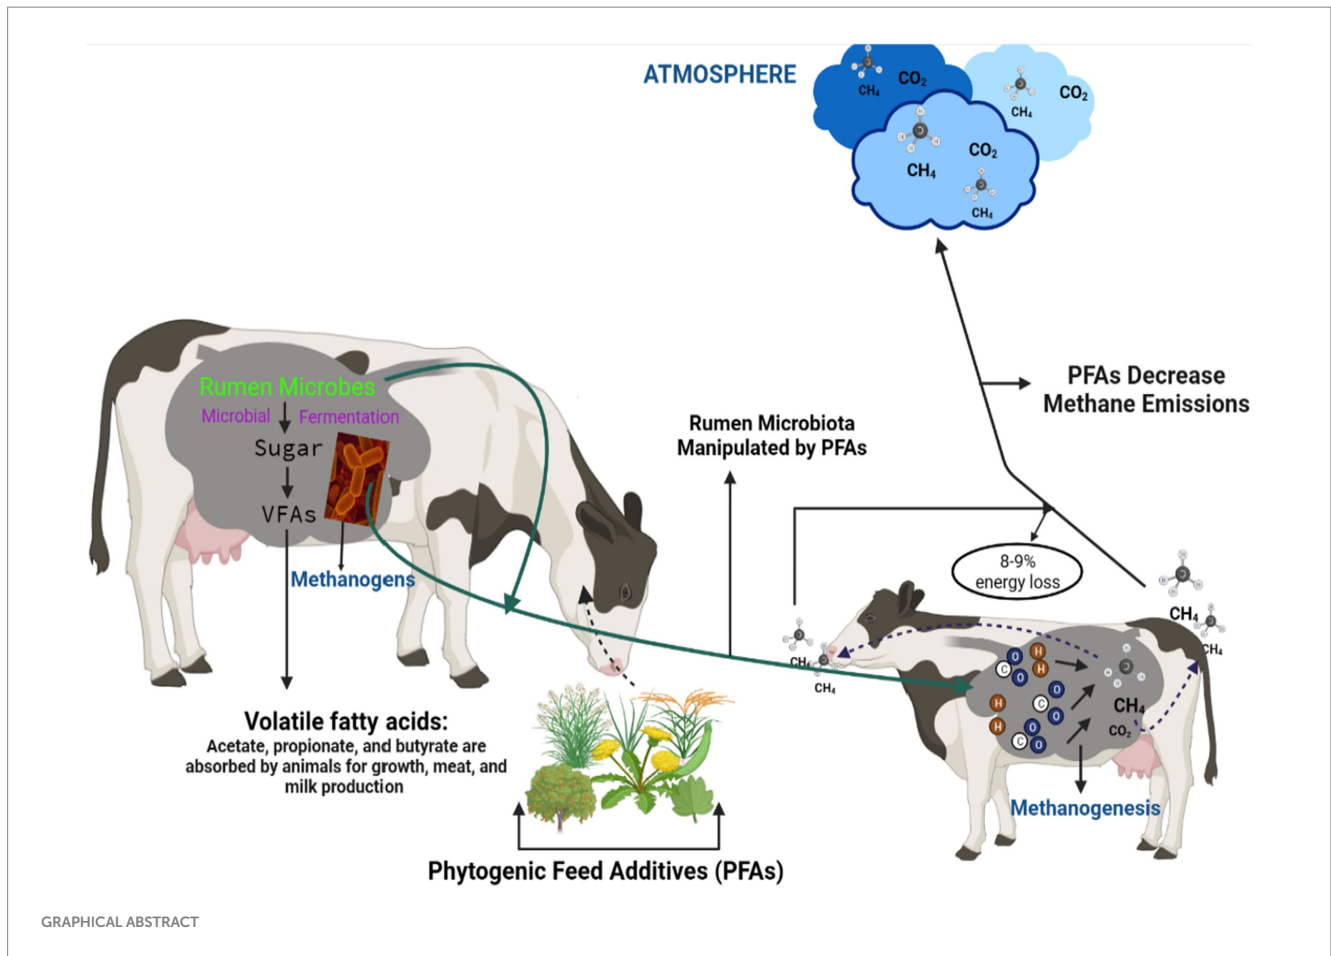 ATMOSPHERE
CH₄
CO₂
CH₄
CO₂
CH₄
CO₂
CH₄
PFAs Decrease
Methane Emissions
Rumen Microbes
Microbial
Fermentation
Sugar
VFAs
Methanogens
Rumen Microbiota
Manipulated by PFAs
8-9%
energy loss
CH₄
CH₄
CH₄
CH₄
O
H
C
O
H
O
H
C
O
H
O
C
O
C
CH₄
CO₂
Methanogenesis
Volatile fatty acids:
Acetate, propionate, and butyrate are
absorbed by animals for growth, meat, and
milk production
Phytogenic Feed Additives (PFAs)
GRAPHICAL ABSTRACT